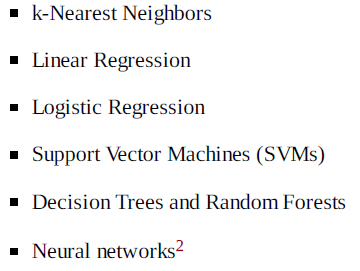 ▪ k-Nearest Neighbors
▪ Linear Regression
▪ Logistic Regression
▪ Support Vector Machines (SVMs)
▪ Decision Trees and Random Forests
▪ Neural networks2